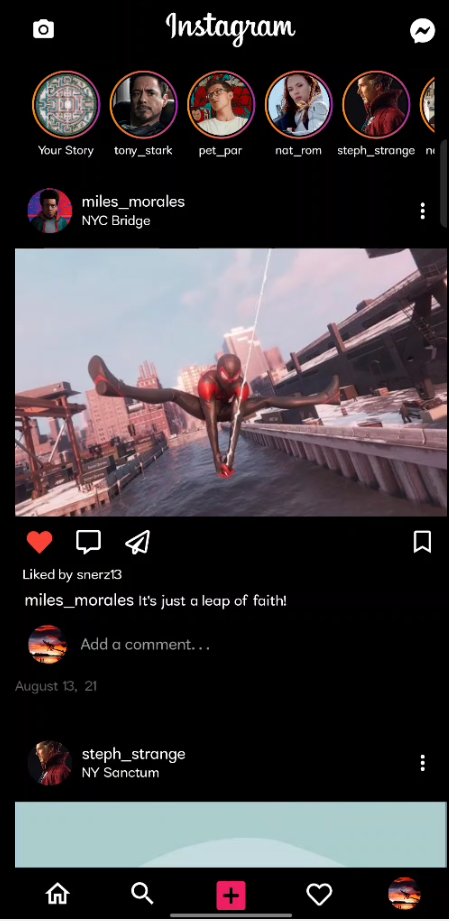 Instagram
Your Story
tony_stark
pet_par
nat_rom
steph_strange
miles_morales
NYC Bridge
Liked by snerz13
miles_morales It's just a leap of faith!
Add a comment...
August 13, 21
steph_strange
NY Sanctum